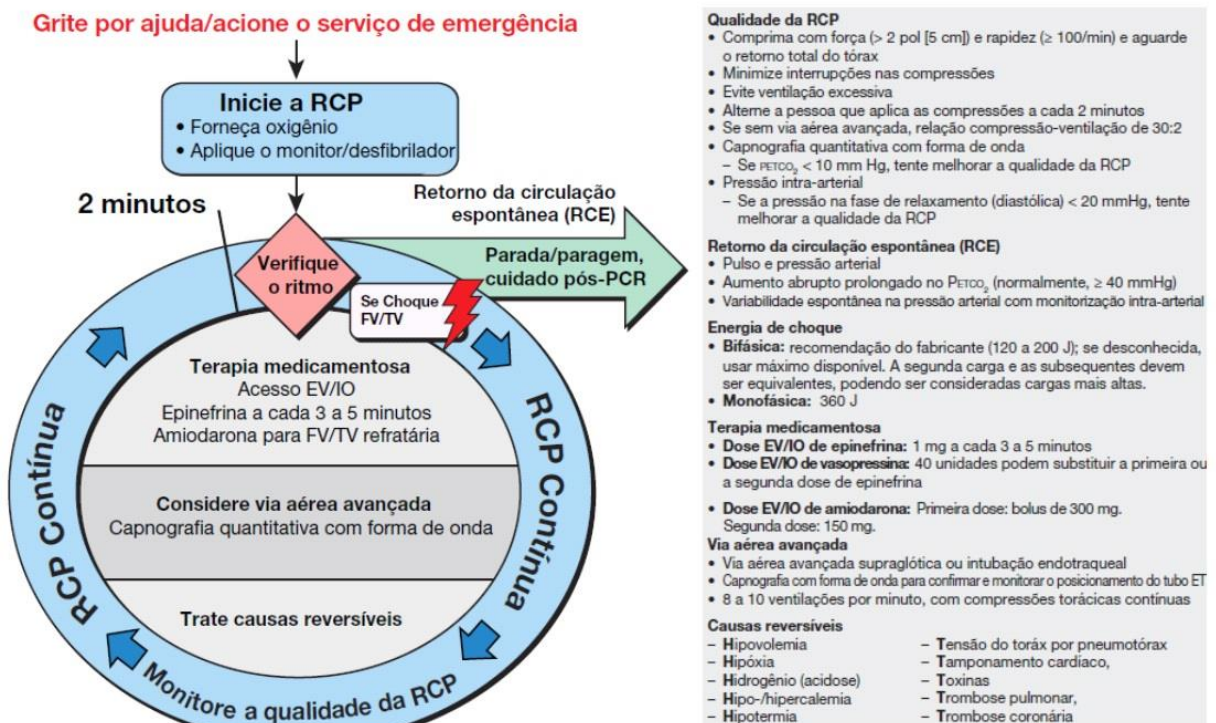 Grite por ajuda/acione o serviço de emergência
Inicie a RCP
• Forneça oxigênio
• Aplique o monitor/desfibrilador
2 minutos
Retorno da circulação
espontânea (RCE)
Verifique
o ritmo
Parada/paragem,
cuidado pós-PCR
Se Choque
FV/TV
Terapia medicamentosa
Acesso EV/IO
Epinefrina a cada 3 a 5 minutos
Amiodarona para FV/TV refratária
Considere via aérea avançada
Capnografia quantitativa com forma de onda
Trate causas reversíveis
RCP Contínua
RCP Contínua
Monitore a qualidade da RCP
Qualidade da RCP
• Comprima com força (> 2 pol [5 cm]) e rapidez (≥ 100/min) e aguarde
o retorno total do tórax
• Minimize interrupções nas compressões
• Evite ventilação excessiva
• Alterne a pessoa que aplica as compressões a cada 2 minutos
• Se sem via aérea avançada, relação compressão-ventilação de 30:2
• Capnografia quantitativa com forma de onda
– Se PETCO₂ < 10 mm Hg, tente melhorar a qualidade da RCP
• Pressão intra-arterial
– Se a pressão na fase de relaxamento (diastólica) < 20 mmHg, tente
melhorar a qualidade da RCP
Retorno da circulação espontânea (RCE)
• Pulso e pressão arterial
• Aumento abrupto prolongado no PETCO₂ (normalmente, ≥ 40 mmHg)
• Variabilidade espontânea na pressão arterial com monitorização intra-arterial
Energia de choque
• Bifásica: recomendação do fabricante (120 a 200 J); se desconhecida,
usar máximo disponível. A segunda carga e as subsequentes devem
ser equivalentes, podendo ser consideradas cargas mais altas.
• Monofásica: 360 J
Terapia medicamentosa
• Dose EV/IO de epinefrina: 1 mg a cada 3 a 5 minutos
• Dose EV/IO de vasopressina: 40 unidades podem substituir a primeira ou
a segunda dose de epinefrina
• Dose EV/IO de amiodarona: Primeira dose: bolus de 300 mg.
Segunda dose: 150 mg.
Via aérea avançada
• Via aérea avançada supraglótica ou intubação endotraqueal
• Capnografia com forma de onda para confirmar e monitorar o posicionamento do tubo ET
• 8 a 10 ventilações por minuto, com compressões torácicas contínuas
Causas reversíveis
– Hipovolemia
– Hipóxia
– Hidrogênio (acidose)
– Hipo-/hipercalemia
– Hipotermia
– Tensão do toráx por pneumotórax
– Tamponamento cardíaco,
– Toxinas
– Trombose pulmonar,
– Trombose coronária